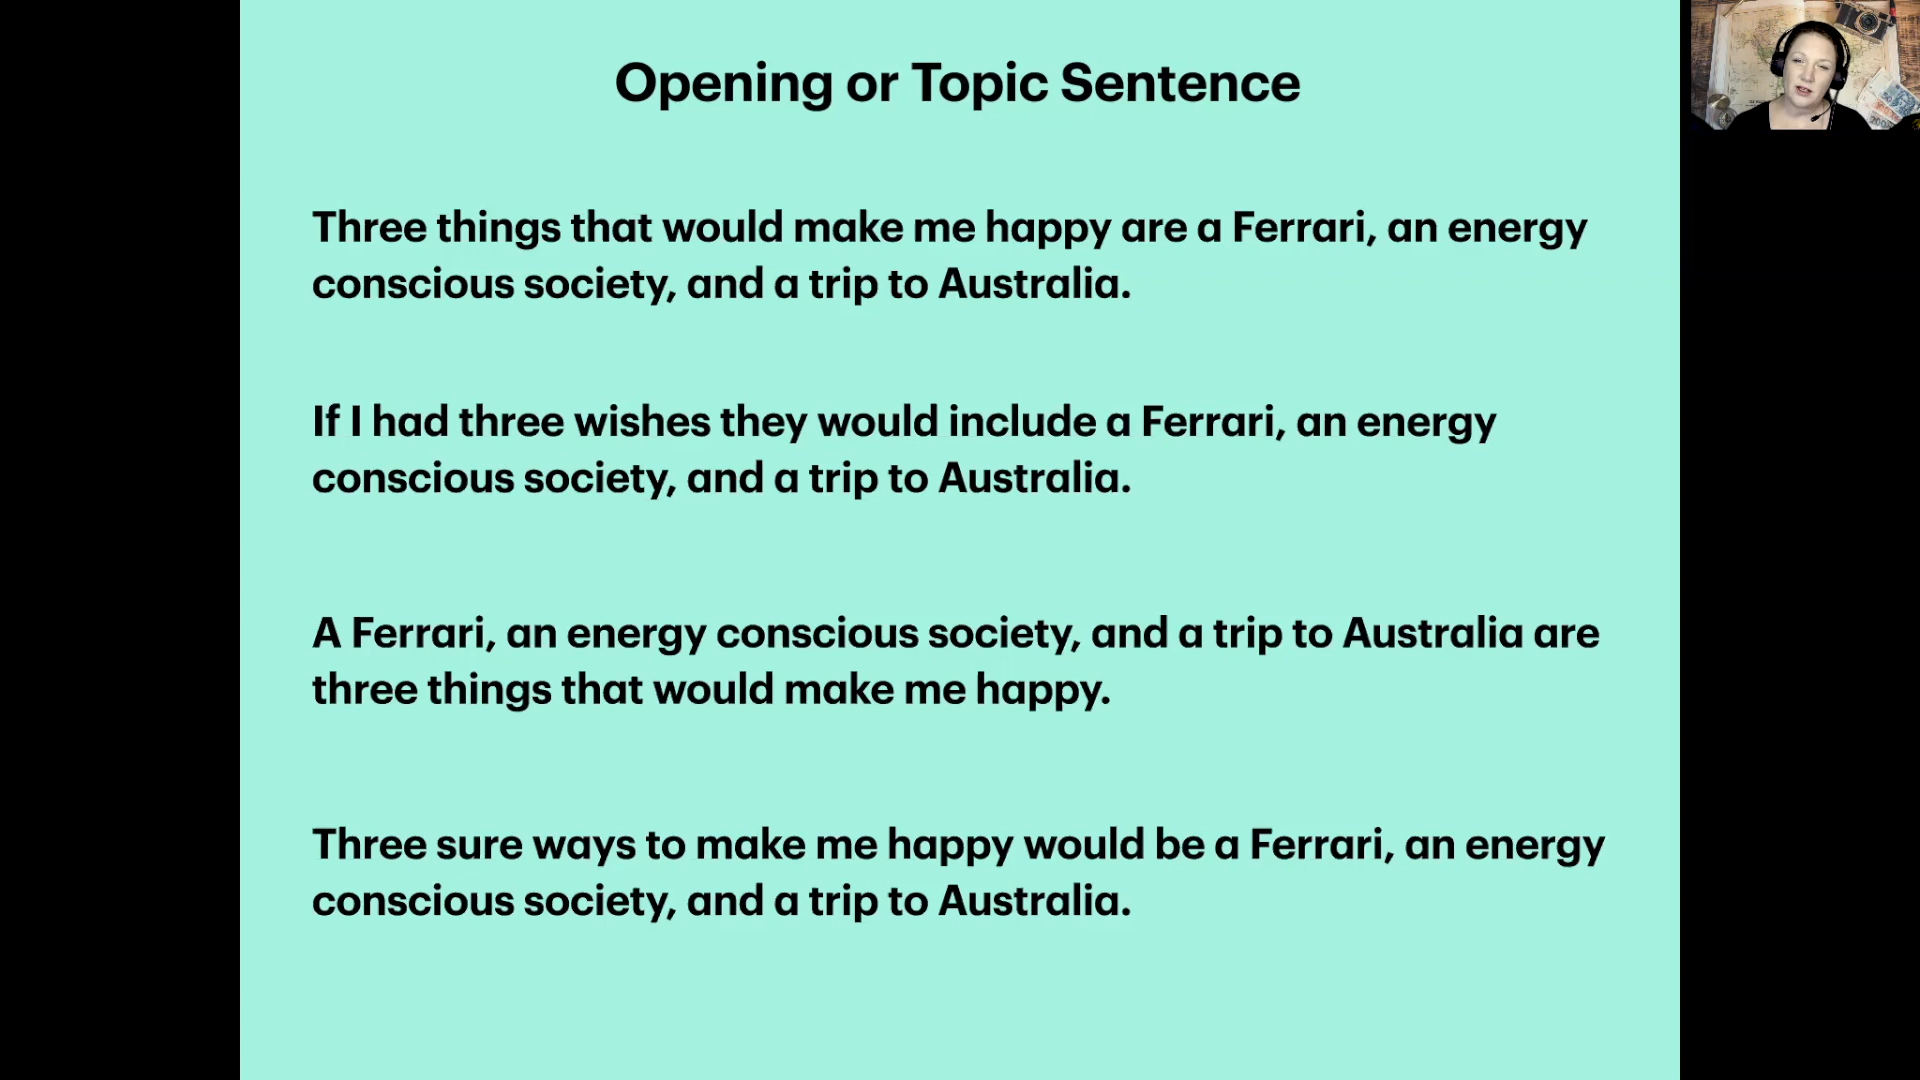 Opening or Topic Sentence
Three things that would make me happy are a Ferrari, an energy
conscious society, and a trip to Australia.
If I had three wishes they would include a Ferrari, an energy
conscious society, and a trip to Australia.
A Ferrari, an energy conscious society, and a trip to Australia are
three things that would make me happy.
Three sure ways to make me happy would be a Ferrari, an energy
conscious society, and a trip to Australia.